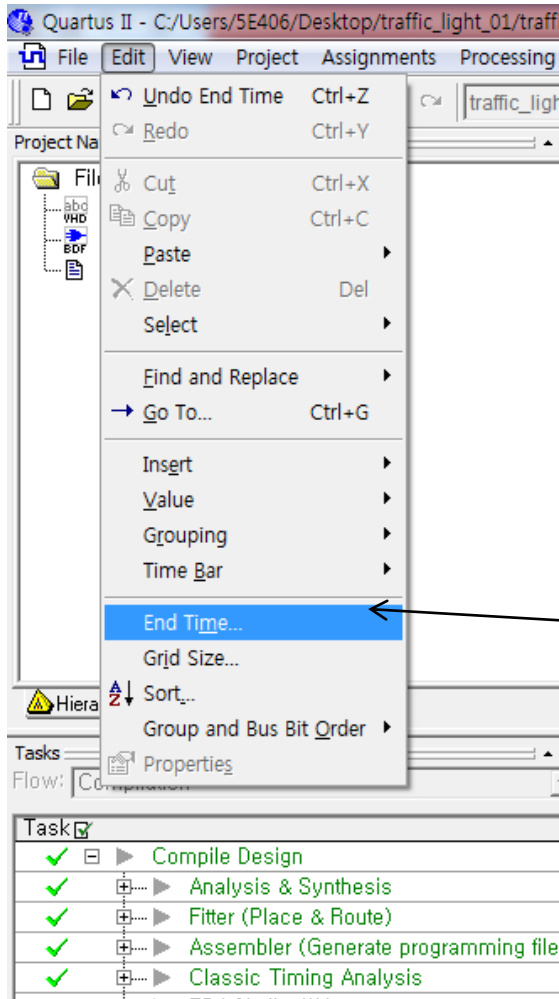 Quartus II - C:/Users/5E406/Desktop/traffic_light_01/traff
File Edit View Project Assignments Processing
traffic_ligh
Undo End Time Ctrl+Z
Project Na
Redo Ctrl+Y
File
Cut Ctrl+X
abc
VHD
Copy Ctrl+C
BDF
Paste
Delete Del
Select
Find and Replace
Go To... Ctrl+G
Insert
Value
Grouping
Time Bar
End Time...
Grid Size...
Hiera
Sort...
Group and Bus Bit Order
Tasks
Properties
Flow:
Task
Compile Design
Analysis & Synthesis
Fitter (Place & Route)
Assembler (Generate programming file
Classic Timing Analysis